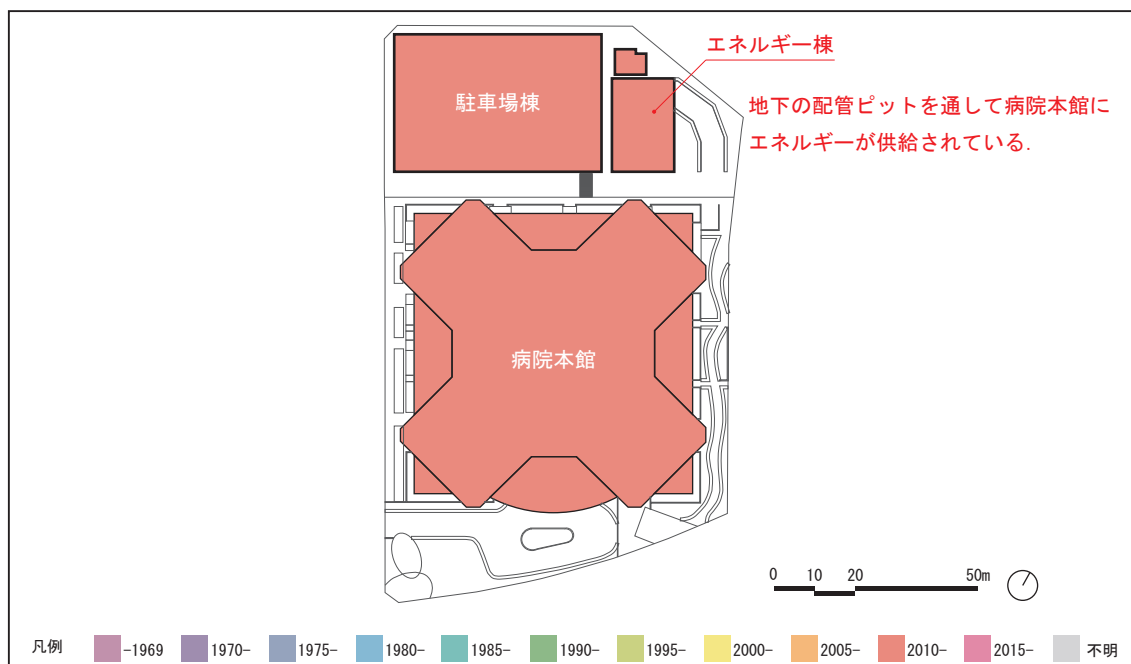 エネルギー棟
駐車場棟
地下の配管ピットを通して病院本館に
エネルギーが供給されている.
病院本館
0 10 20 50m
凡例 -1969 1970- 1975- 1980- 1985- 1990- 1995- 2000- 2005- 2010- 2015- 不明